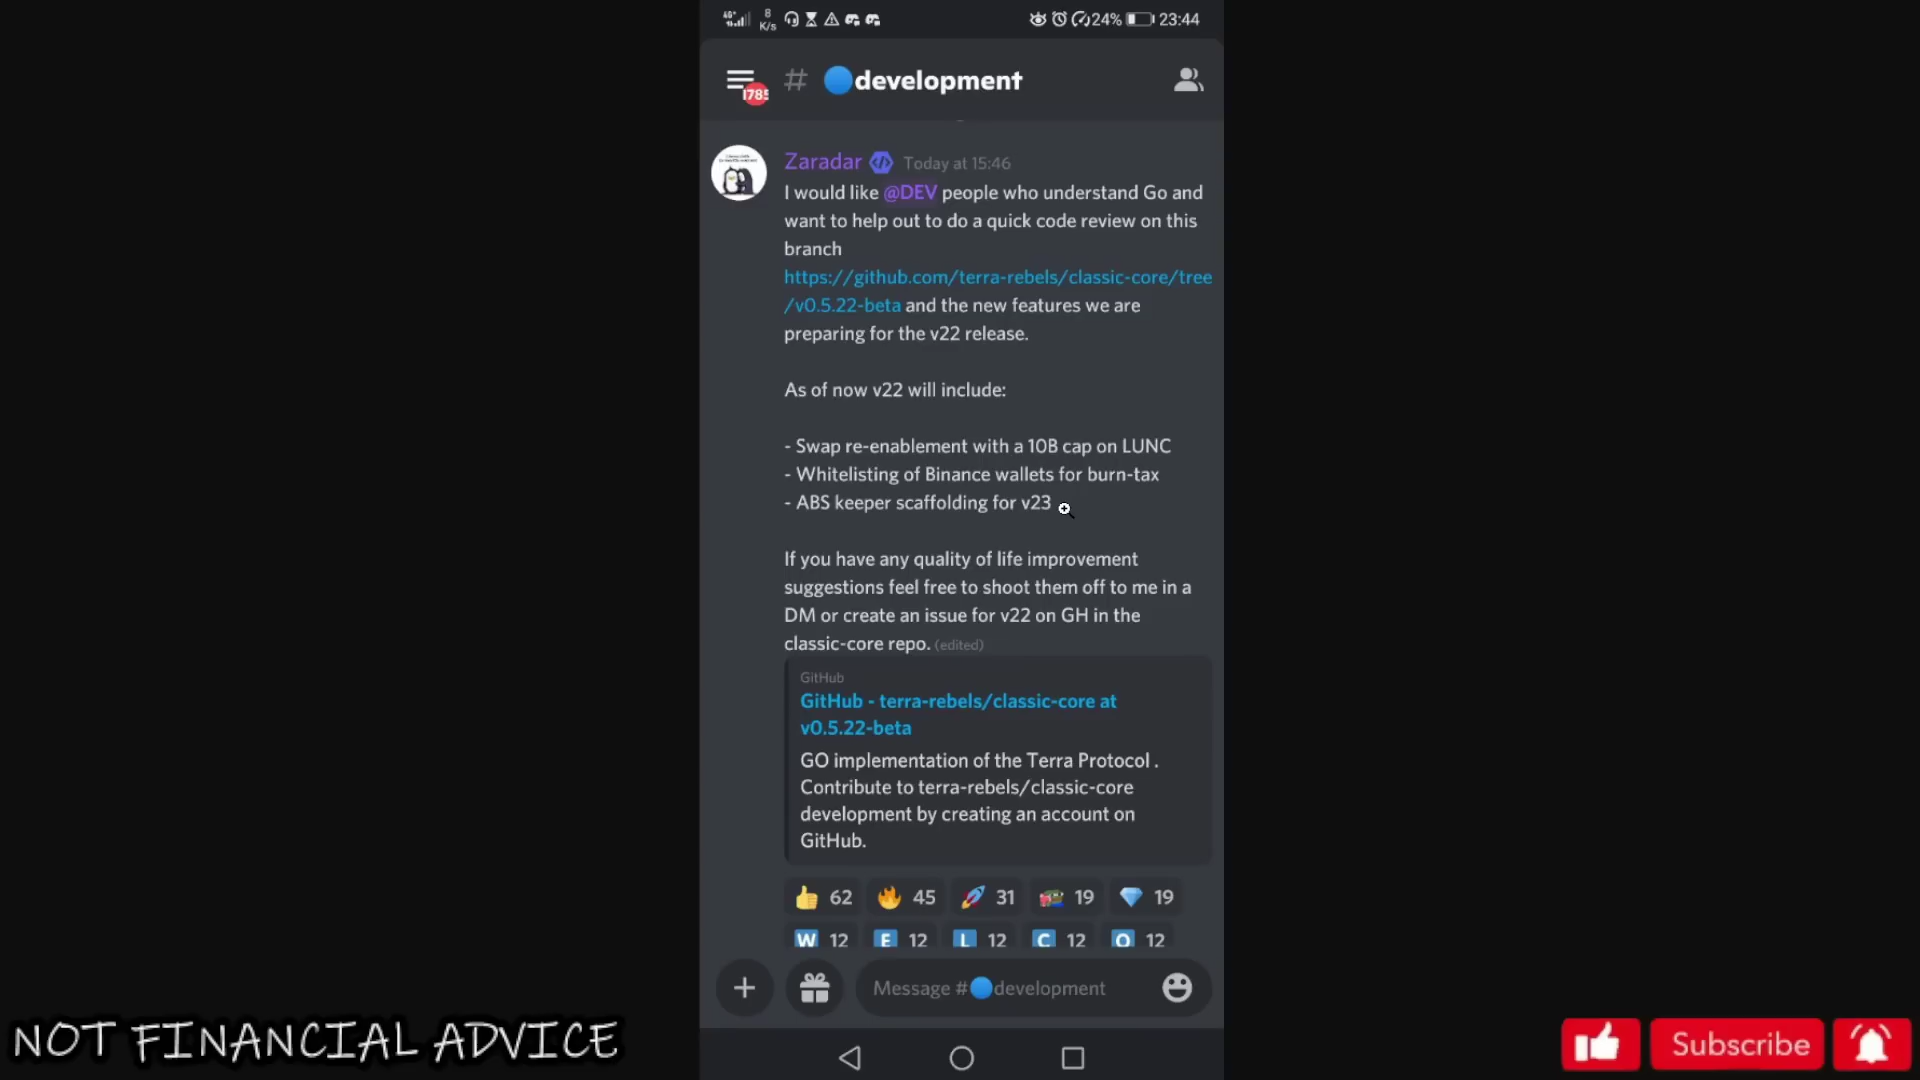 8 K/s 24% 23:44
1785 # development
Zaradar Today at 15:46
I would like @DEV people who understand Go and
want to help out to do a quick code review on this
branch
https://github.com/terra-rebels/classic-core/tree
/v0.5.22-beta and the new features we are
preparing for the v22 release.
As of now v22 will include:
- Swap re-enablement with a 10B cap on LUNC
- Whitelisting of Binance wallets for burn-tax
- ABS keeper scaffolding for v23
If you have any quality of life improvement
suggestions feel free to shoot them off to me in a
DM or create an issue for v22 on GH in the
classic-core repo. (edited)
GitHub
GitHub - terra-rebels/classic-core at
v0.5.22-beta
GO implementation of the Terra Protocol .
Contribute to terra-rebels/classic-core
development by creating an account on
GitHub.
62 45 31 19 19
W 12 E 12 L 12 C 12 O 12
Message # development
NOT FINANCIAL ADVICE
Subscribe